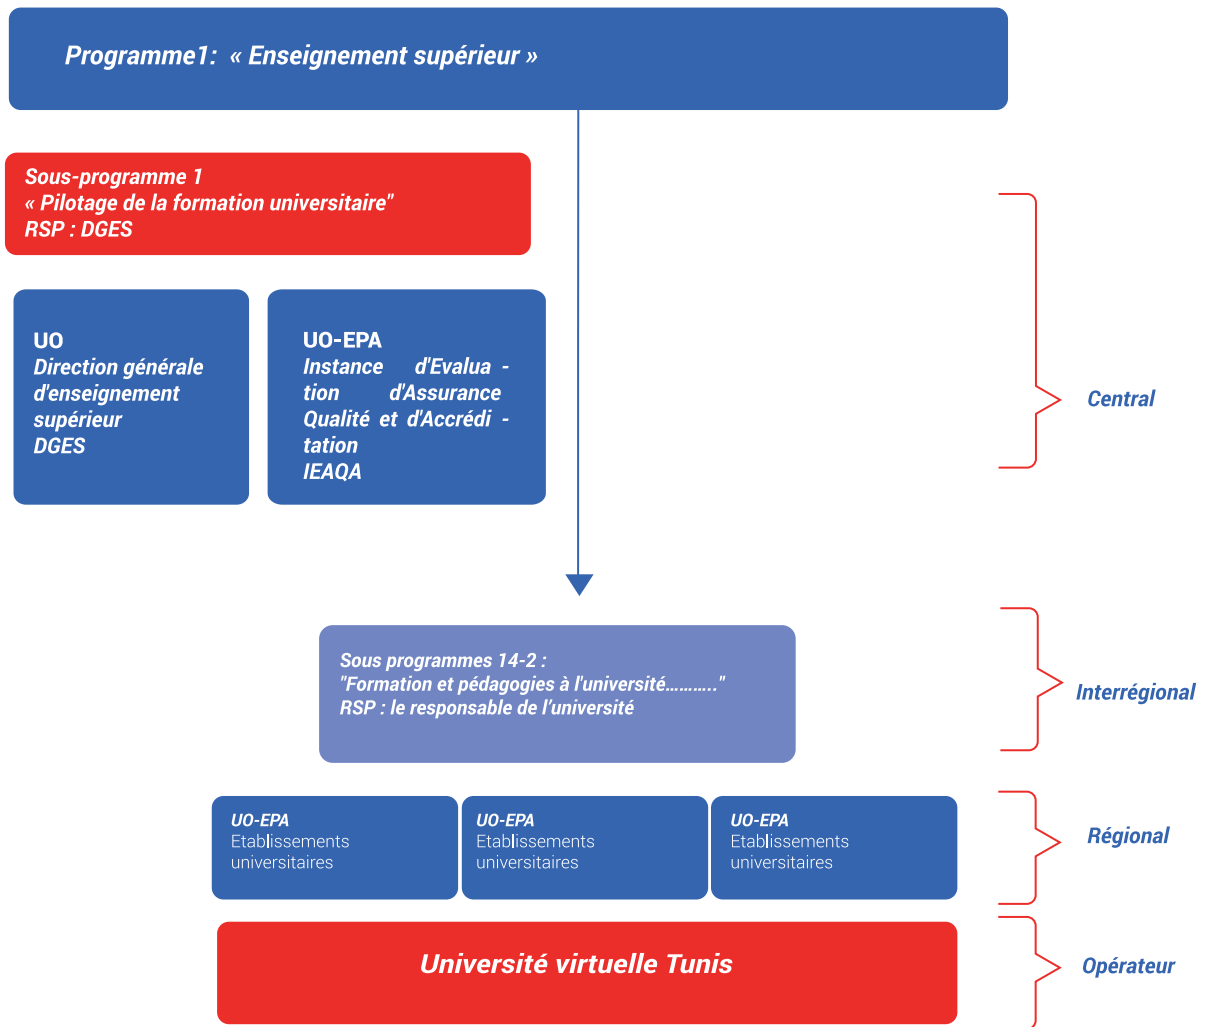 Programme1: « Enseignement supérieur »
Sous-programme 1
« Pilotage de la formation universitaire"
RSP : DGES
UO
Direction générale
d'enseignement
supérieur
DGES
UO-EPA
Instance d'Evalua -
tion d'Assurance
Qualité et d'Accrédi -
tation
IEAQA
Central
Sous programmes 14-2 :
"Formation et pédagogies à l'université..........."
RSP : le responsable de l'université
Interrégional
UO-EPA
Etablissements
universitaires
UO-EPA
Etablissements
universitaires
UO-EPA
Etablissements
universitaires
Régional
Université virtuelle Tunis
Opérateur